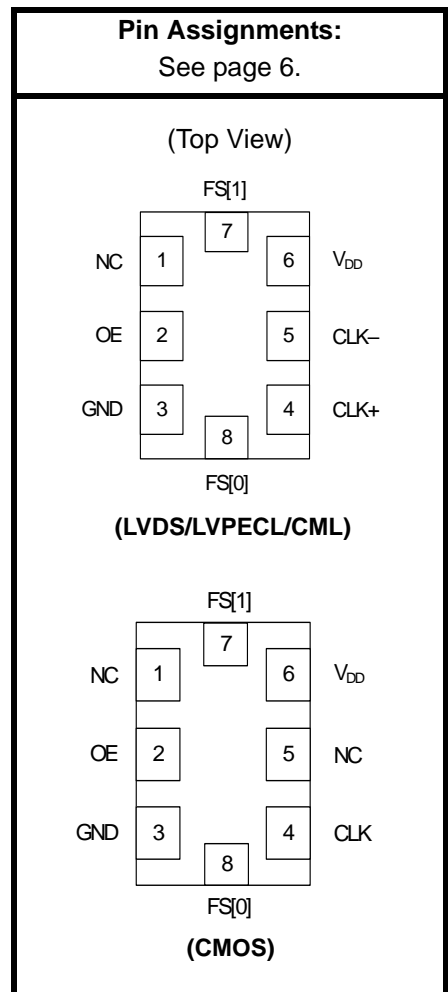 Pin Assignments:
See page 6.
(Top View)
FS[1]
7
NC 1 6 VDD
OE 2 5 CLK–
GND 3 4 CLK+
8
FS[0]
(LVDS/LVPECL/CML)
FS[1]
7
NC 1 6 VDD
OE 2 5 NC
GND 3 4 CLK
8
FS[0]
(CMOS)